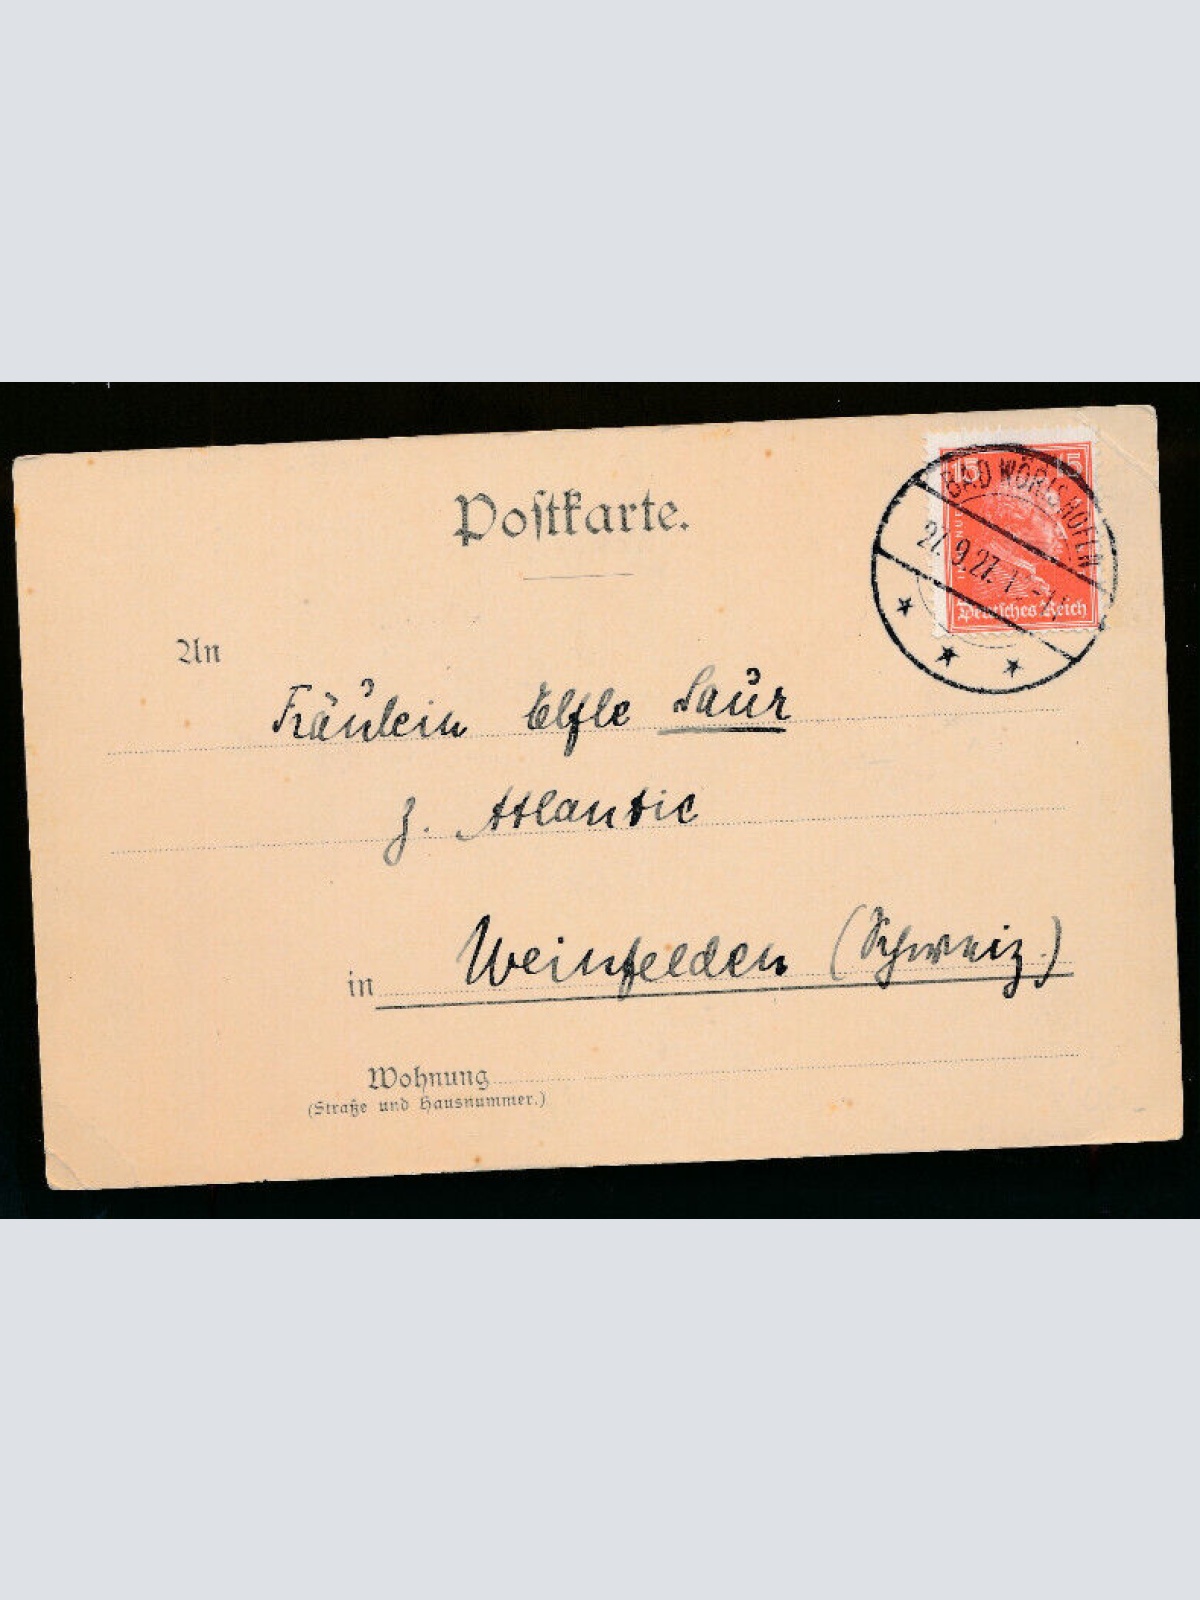 Postkarte.
15 15
BAD WÖRISHOFEN
27.9.27.
Deutsches Reich
An
Fräulein Elfle Saur
z. Atlantic
in Weinfelden (Schweiz.)
Wohnung
(Straße und Hausnummer.)